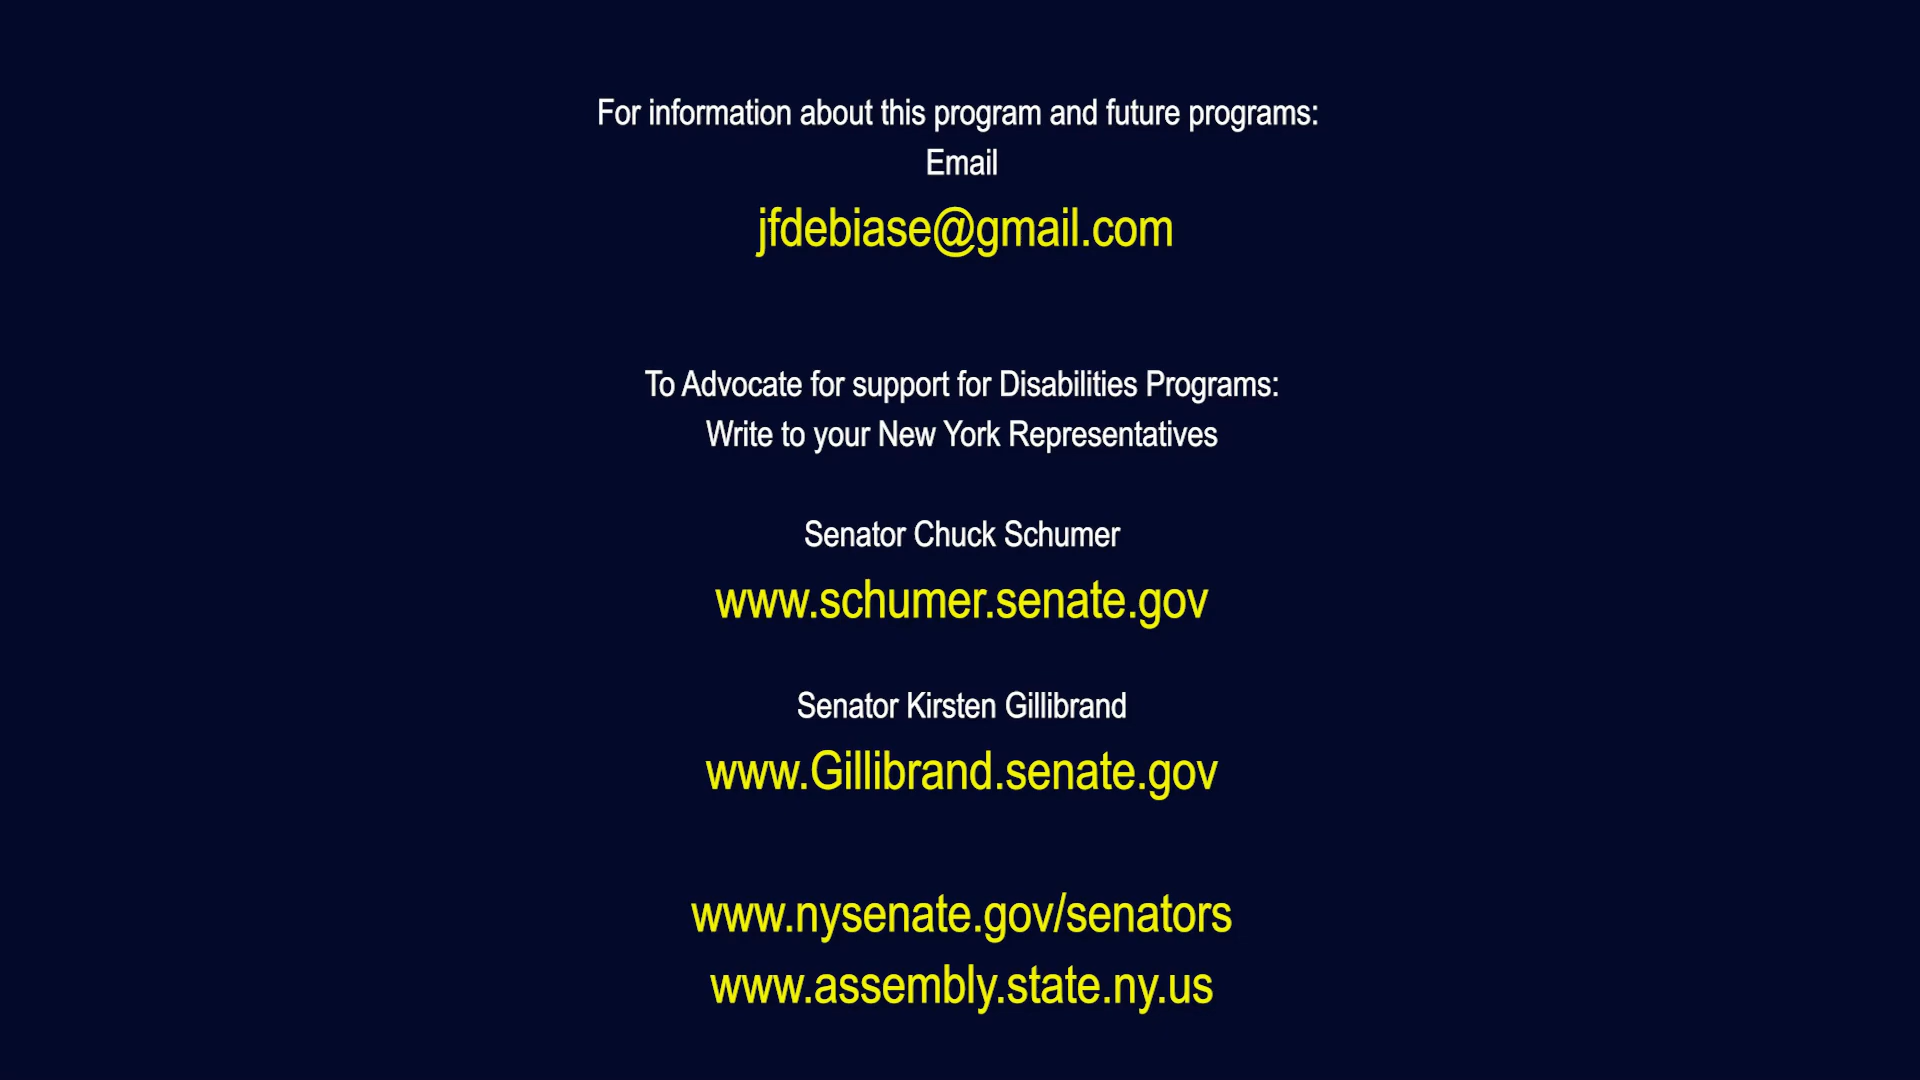 For information about this program and future programs:
Email
jfdebiase@gmail.com
To Advocate for support for Disabilities Programs:
Write to your New York Representatives
Senator Chuck Schumer
www.schumer.senate.gov
Senator Kirsten Gillibrand
www.Gillibrand.senate.gov
www.nysenate.gov/senators
www.assembly.state.ny.us